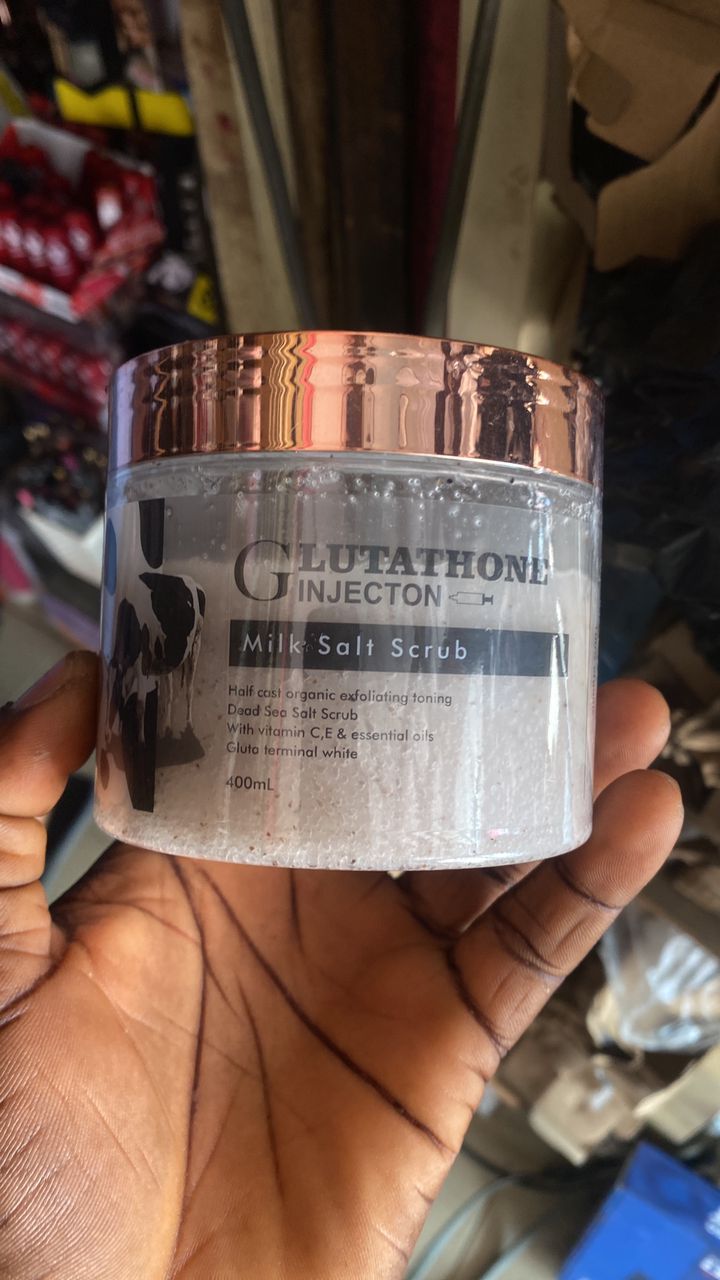 GLUTATHONE
INJECTON
Milk Salt Scrub
Half cast organic exfoliating toning
Dead Sea Salt Scrub
With vitamin C,E & essential oils
Gluta terminal white
400mL